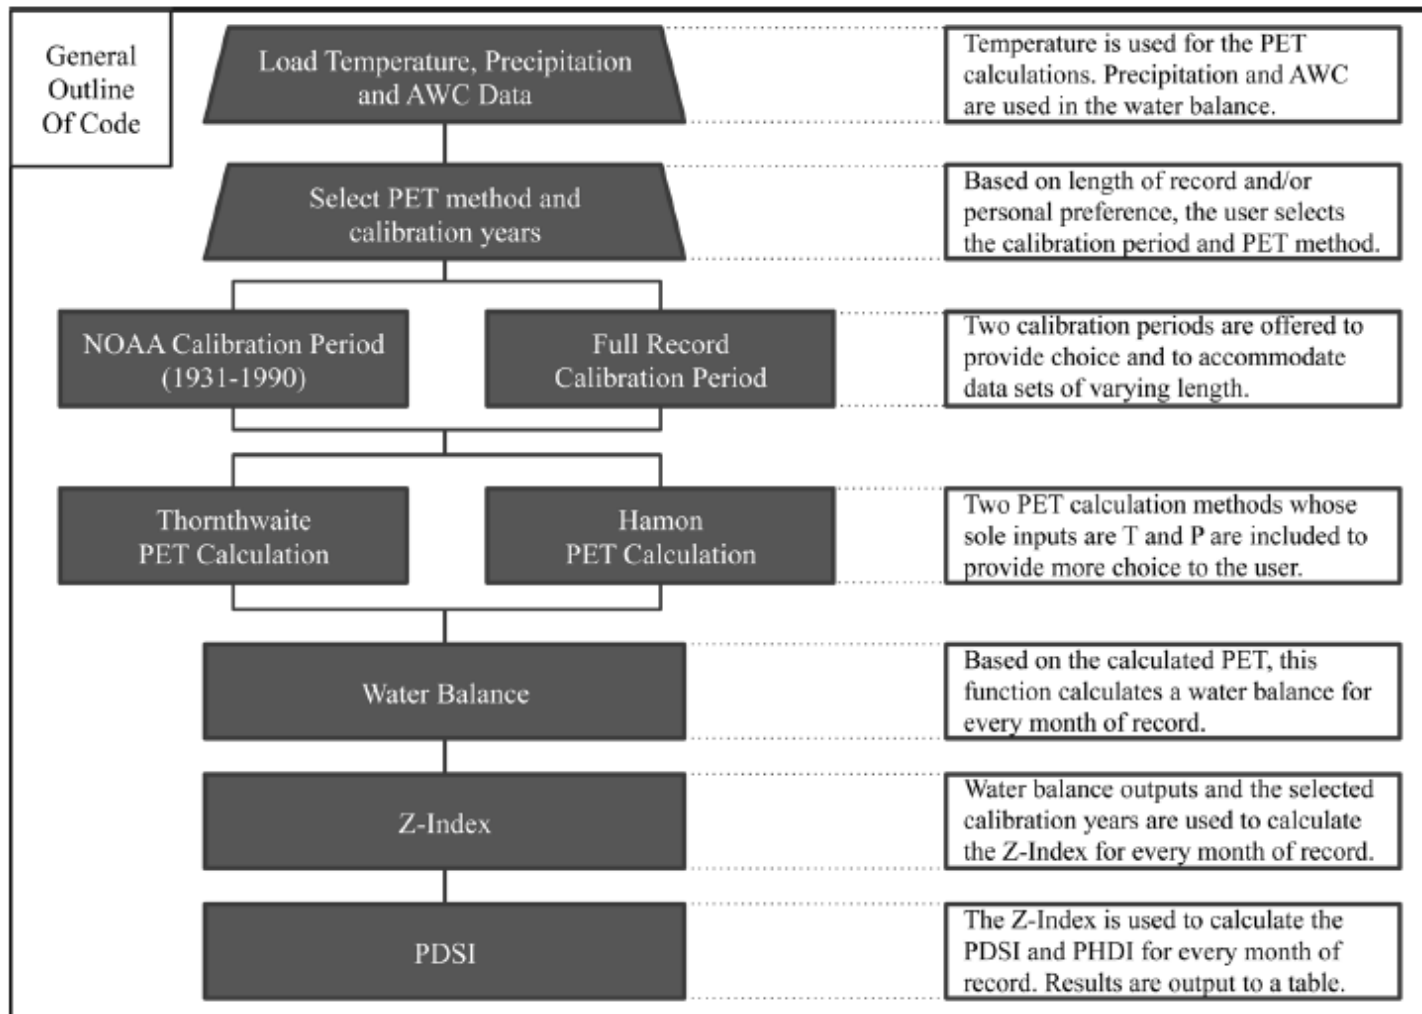 General
Outline
Of Code
Load Temperature, Precipitation
and AWC Data
Temperature is used for the PET
calculations. Precipitation and AWC
are used in the water balance.
Select PET method and
calibration years
Based on length of record and/or
personal preference, the user selects
the calibration period and PET method.
NOAA Calibration Period
(1931-1990)
Full Record
Calibration Period
Two calibration periods are offered to
provide choice and to accommodate
data sets of varying length.
Thornthwaite
PET Calculation
Hamon
PET Calculation
Two PET calculation methods whose
sole inputs are T and P are included to
provide more choice to the user.
Water Balance
Based on the calculated PET, this
function calculates a water balance for
every month of record.
Z-Index
Water balance outputs and the selected
calibration years are used to calculate
the Z-Index for every month of record.
PDSI
The Z-Index is used to calculate the
PDSI and PHDI for every month of
record. Results are output to a table.